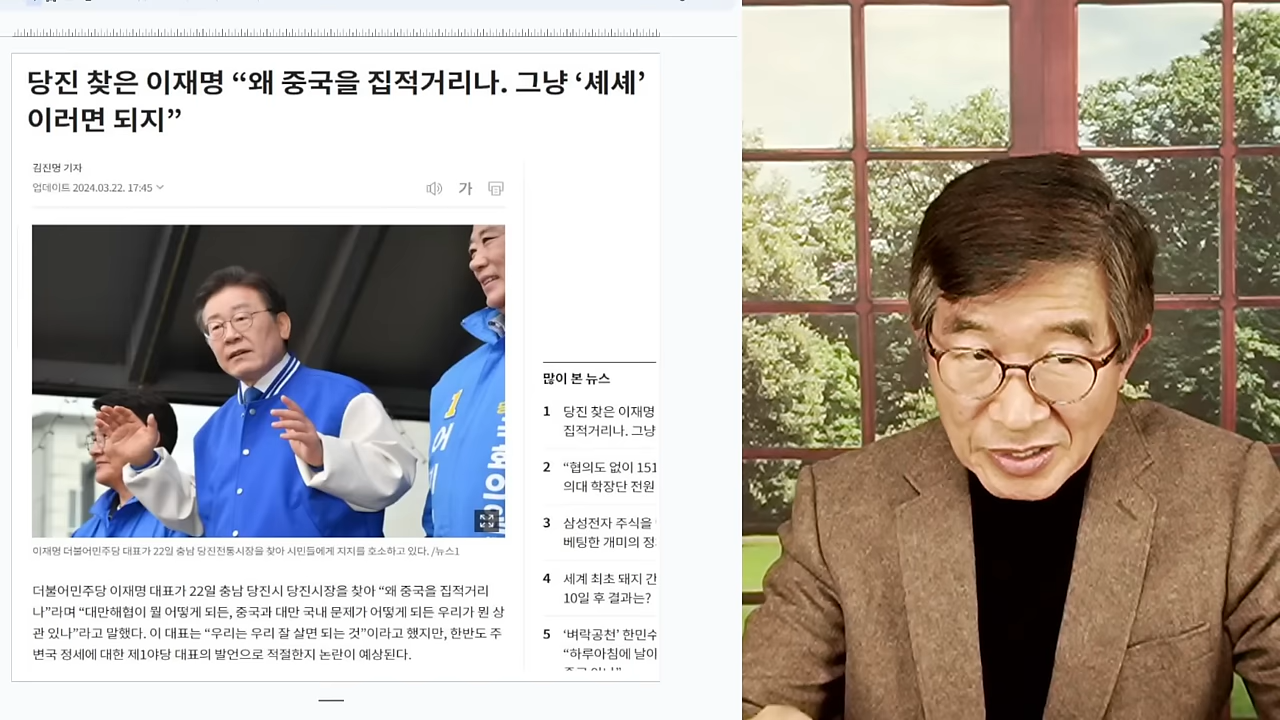 당진 찾은 이재명 “왜 중국을 집적거리나. 그냥 ‘셰셰’
이러면 되지”
김진명 기자
업데이트 2024.03.22. 17:45
가
이재명 더불어민주당 대표가 22일 충남 당진전통시장을 찾아 시민들에게 지지를 호소하고 있다. /뉴스1
더불어민주당 이재명 대표가 22일 충남 당진시 당진시장을 찾아 “왜 중국을 집적거리
나”라며 “대만해협이 뭘 어떻게 되든, 중국과 대만 국내 문제가 어떻게 되든 우리가 뭔 상
관 있나”라고 말했다. 이 대표는 “우리는 우리 잘 살면 되는 것”이라고 했지만, 한반도 주
변국 정세에 대한 제1야당 대표의 발언으로 적절한지 논란이 예상된다.
많이 본 뉴스
1 당진 찾은 이재명
집적거리나. 그냥
2 “협의도 없이 151
의대 학장단 전원
3 삼성전자 주식을
베팅한 개미의 정
4 세계 최초 돼지 간
10일 후 결과는?
5 ‘벼락공천’ 한민수
“하루아침에 날이